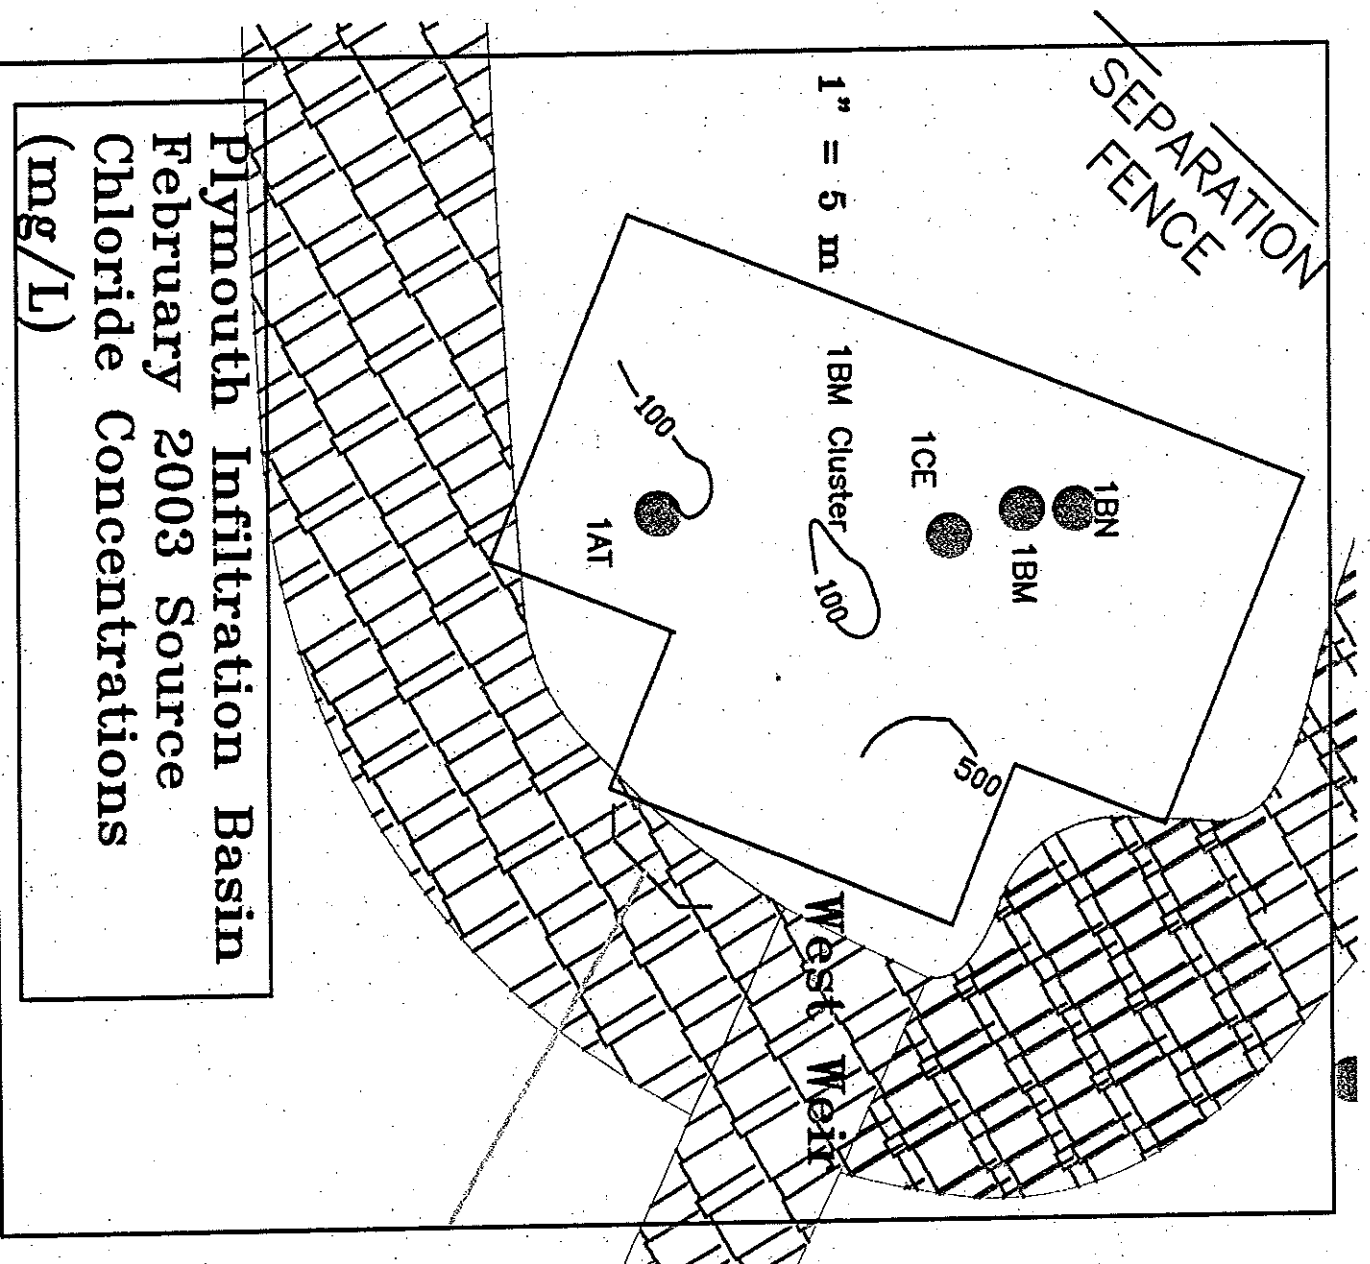 SEPARATION
FENCE
1" = 5 m
1BN
1BM
1CE
1BM Cluster
100
500
100
1AT
West Weir
Plymouth Infiltration Basin
February 2003 Source
Chloride Concentrations
(mg/L)